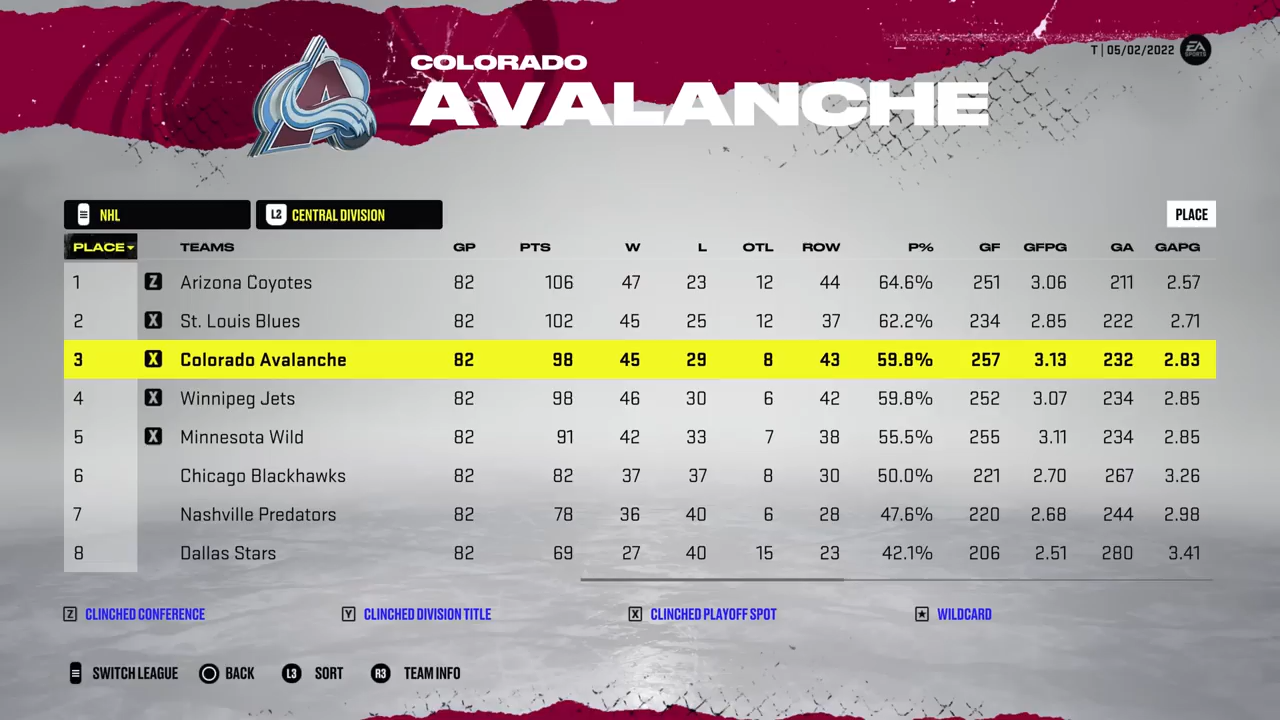 COLORADO
AVALANCHE
T | 05/02/2022
EA SPORTS
NHL
L2 CENTRAL DIVISION
PLACE
PLACE TEAMS GP PTS W L OTL ROW P% GF GFPG GA GAPG
1 Z Arizona Coyotes 82 106 47 23 12 44 64.6% 251 3.06 211 2.57
2 X St. Louis Blues 82 102 45 25 12 37 62.2% 234 2.85 222 2.71
3 X Colorado Avalanche 82 98 45 29 8 43 59.8% 257 3.13 232 2.83
4 X Winnipeg Jets 82 98 46 30 6 42 59.8% 252 3.07 234 2.85
5 X Minnesota Wild 82 91 42 33 7 38 55.5% 255 3.11 234 2.85
6 Chicago Blackhawks 82 82 37 37 8 30 50.0% 221 2.70 267 3.26
7 Nashville Predators 82 78 36 40 6 28 47.6% 220 2.68 244 2.98
8 Dallas Stars 82 69 27 40 15 23 42.1% 206 2.51 280 3.41
Z CLINCHED CONFERENCE Y CLINCHED DIVISION TITLE X CLINCHED PLAYOFF SPOT ★ WILDCARD
SWITCH LEAGUE BACK L3 SORT R3 TEAM INFO